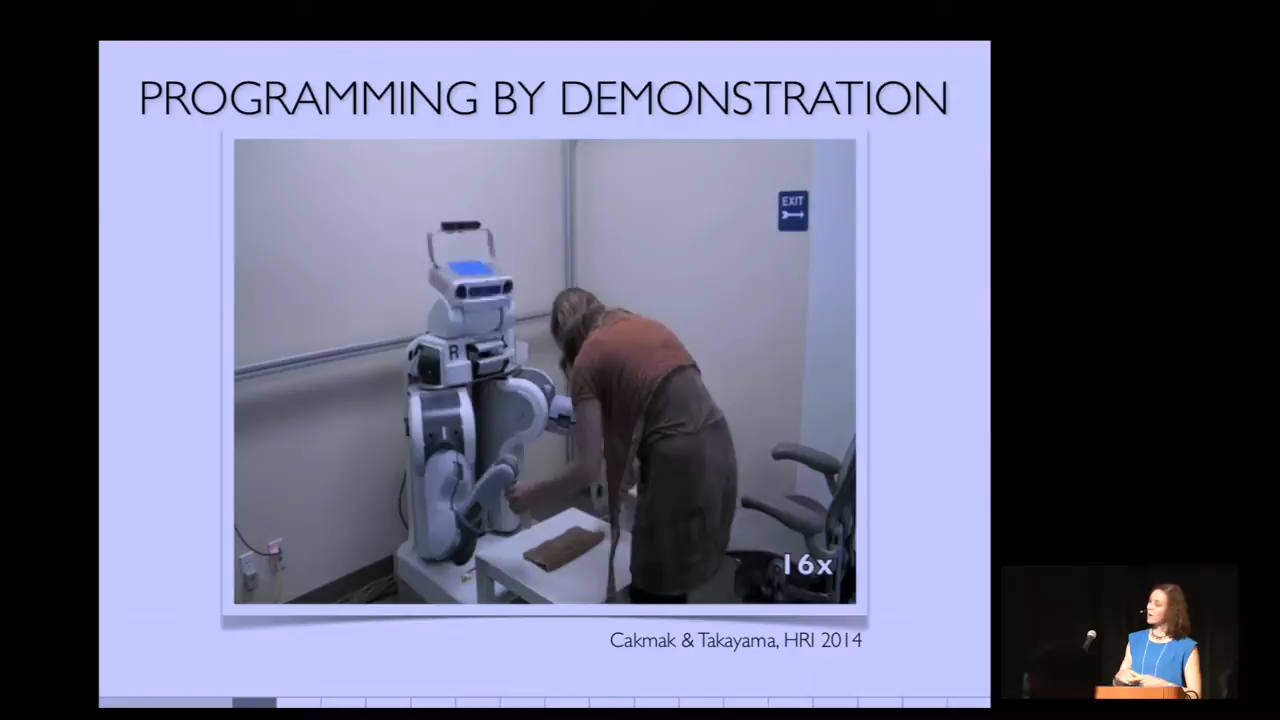 PROGRAMMING BY DEMONSTRATION
EXIT
R
16x
Cakmak & Takayama, HRI 2014